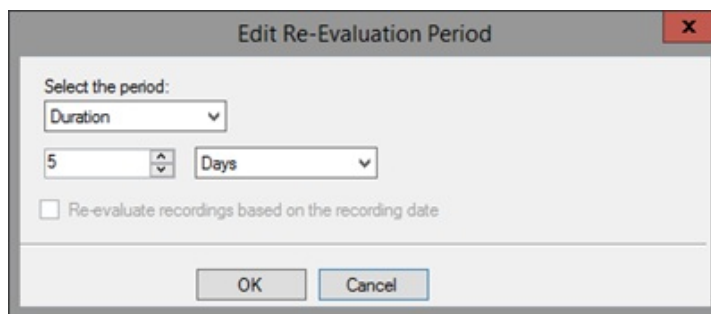 Edit Re-Evaluation Period
x
Select the period:
Duration
5 Days
Re-evaluate recordings based on the recording date
OK Cancel